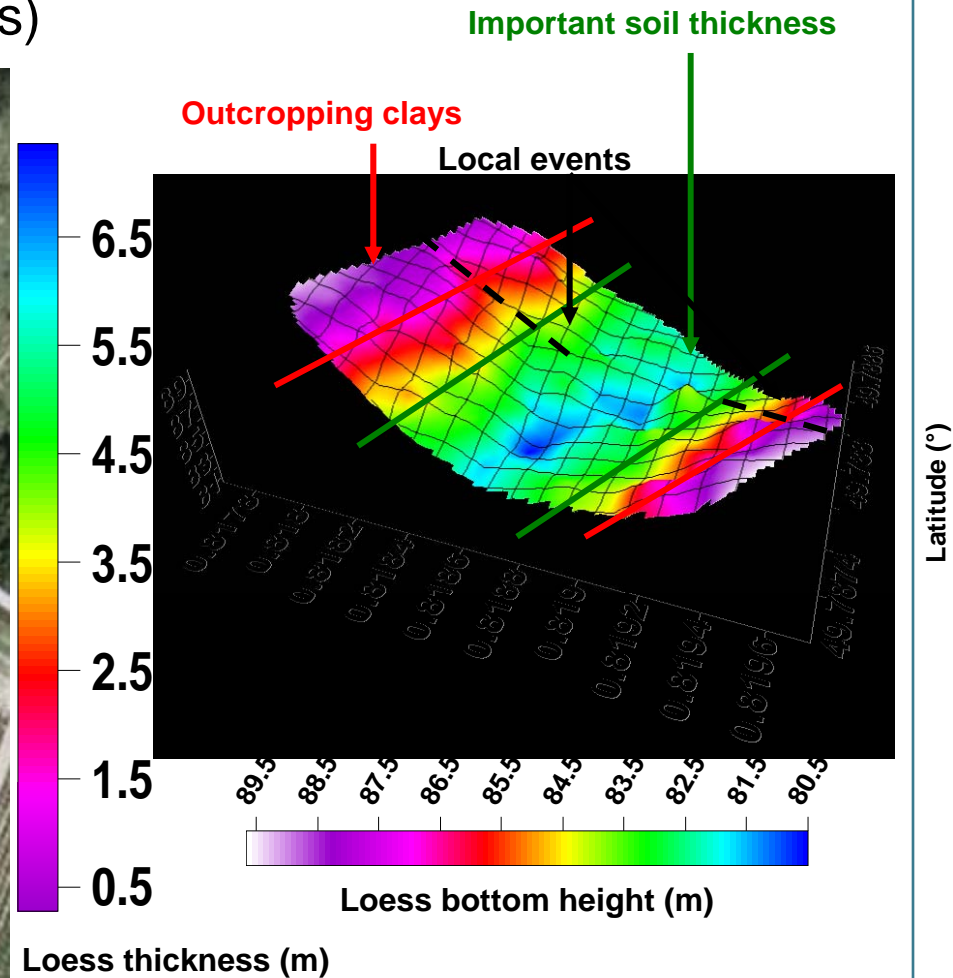 s)
Important soil thickness
Outcropping clays
Local events
6.5
5.5
4.5
3.5
2.5
1.5
0.5
Loess thickness (m)
0.8178
0.818
0.8182
0.8184
0.8186
0.8188
0.819
0.8192
0.8194
0.8196
49.7874
Latitude (°)
89.5 88.5 87.5 86.5 85.5 84.5 83.5 82.5 81.5 80.5
Loess bottom height (m)